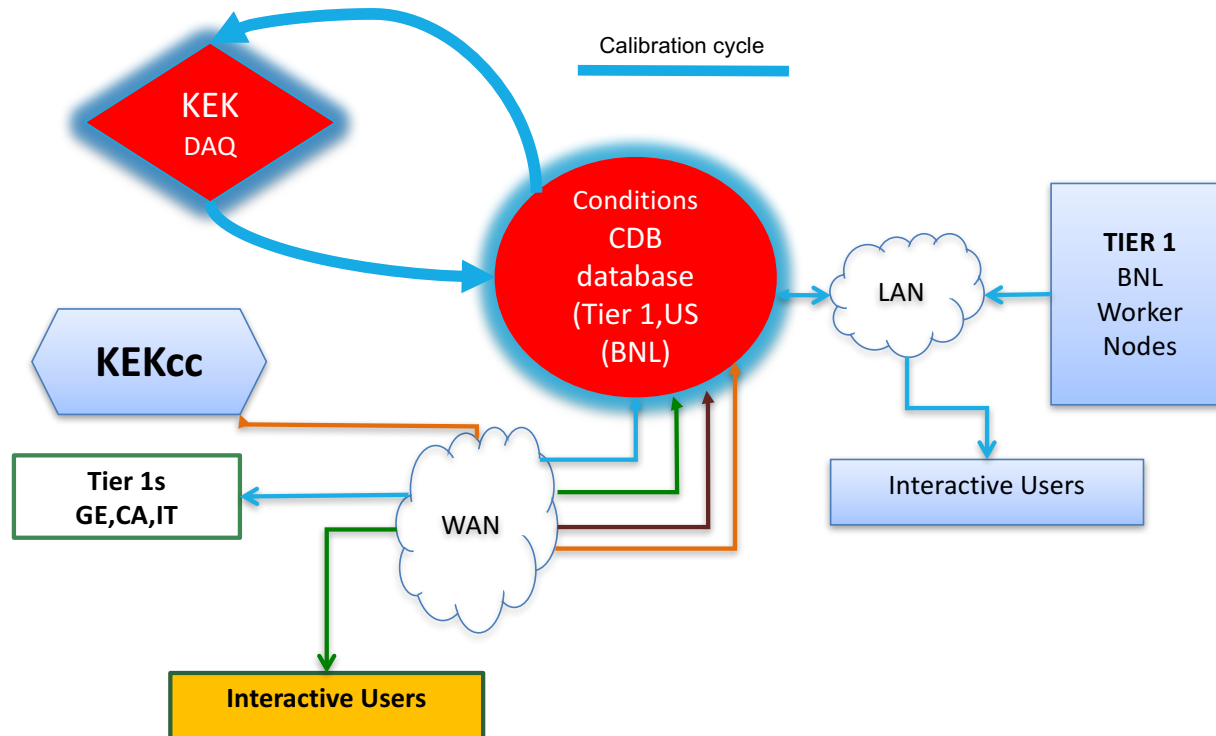 Calibration cycle
KEK
DAQ
Conditions
CDB
database
(Tier 1,US
(BNL)
LAN
TIER 1
BNL
Worker
Nodes
KEKcc
Tier 1s
GE,CA,IT
WAN
Interactive Users
Interactive Users